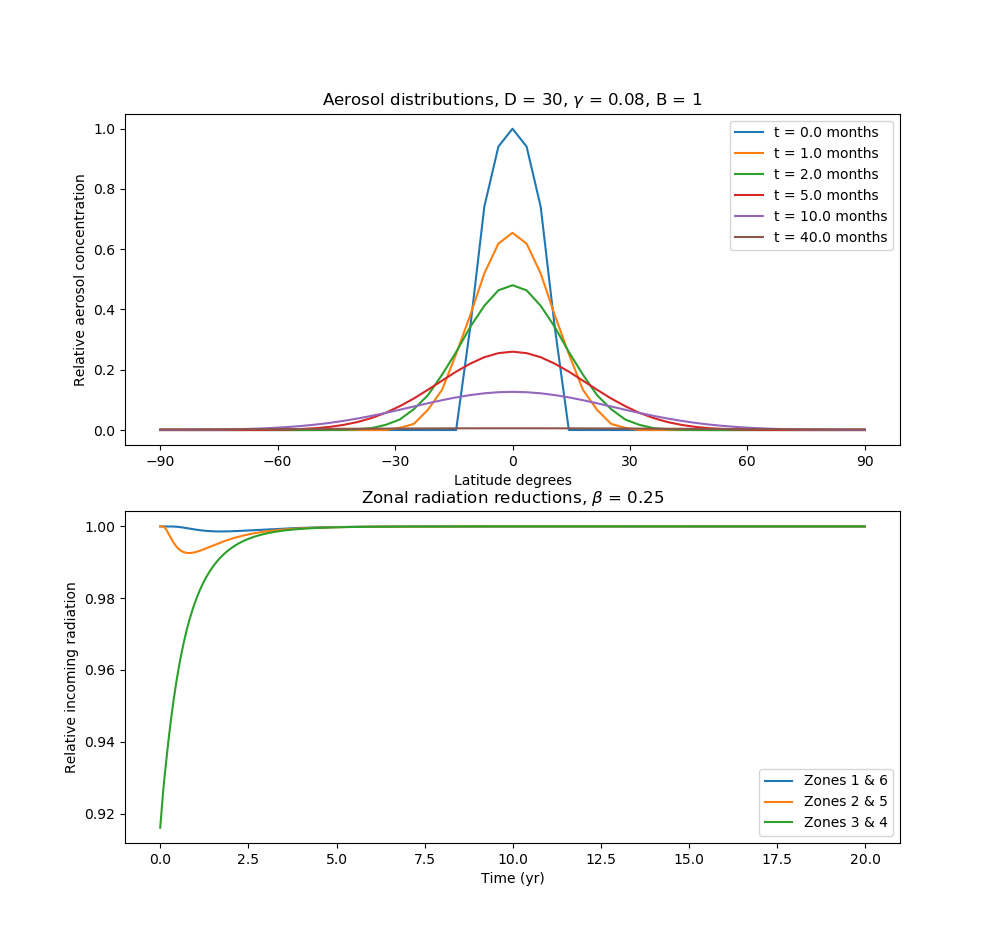 Aerosol distributions, D = 30, γ = 0.08, B = 1
Relative aerosol concentration
1.0
0.8
0.6
0.4
0.2
0.0
t = 0.0 months
t = 1.0 months
t = 2.0 months
t = 5.0 months
t = 10.0 months
t = 40.0 months
−90 −60 −30 0 30 60 90
Latitude degrees
Zonal radiation reductions, β = 0.25
Relative incoming radiation
1.00
0.98
0.96
0.94
0.92
Zones 1 & 6
Zones 2 & 5
Zones 3 & 4
0.0 2.5 5.0 7.5 10.0 12.5 15.0 17.5 20.0
Time (yr)